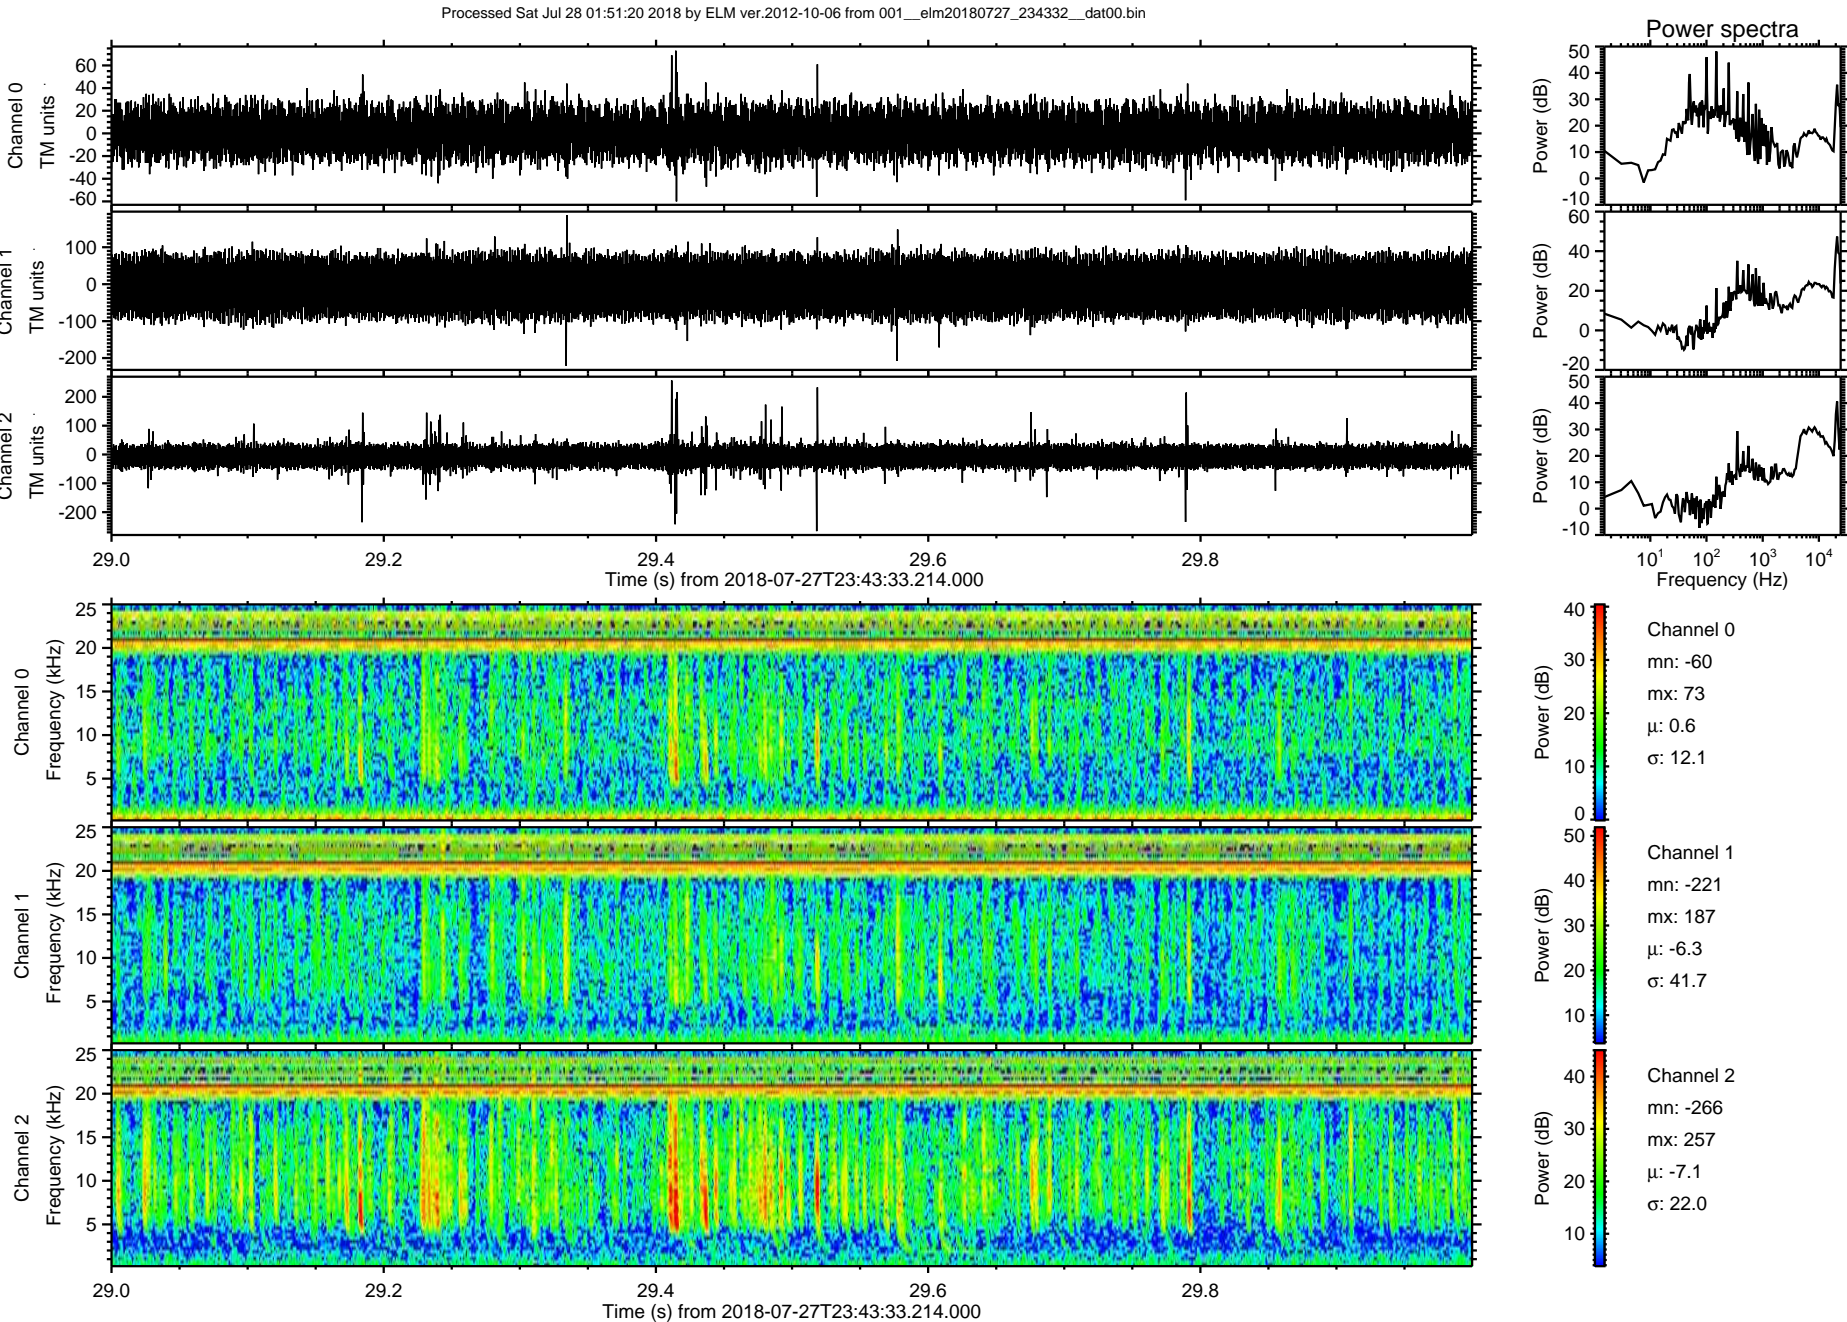 Processed Sat Jul 28 01:51:20 2018 by ELM ver.2012-10-06 from 001__elm20180727_234332__dat00.bin
Power spectra
Channel 0
TM units
60
40
20
0
-20
-40
-60
Power (dB)
50
40
30
20
10
0
-10
Channel 1
TM units
100
0
-100
-200
Power (dB)
60
40
20
0
-20
Channel 2
TM units
200
100
0
-100
-200
Power (dB)
50
40
30
20
10
0
-10
29.0 29.2 29.4 29.6 29.8
Time (s) from 2018-07-27T23:43:33.214.000
10^1 10^2 10^3 10^4
Frequency (Hz)
Channel 0
Frequency (kHz)
25
20
15
10
5
Power (dB)
40
30
20
10
0
Channel 0
mn: -60
mx: 73
μ: 0.6
σ: 12.1
Channel 1
Frequency (kHz)
25
20
15
10
5
Power (dB)
50
40
30
20
10
Channel 1
mn: -221
mx: 187
μ: -6.3
σ: 41.7
Channel 2
Frequency (kHz)
25
20
15
10
5
Power (dB)
40
30
20
10
Channel 2
mn: -266
mx: 257
μ: -7.1
σ: 22.0
29.0 29.2 29.4 29.6 29.8
Time (s) from 2018-07-27T23:43:33.214.000